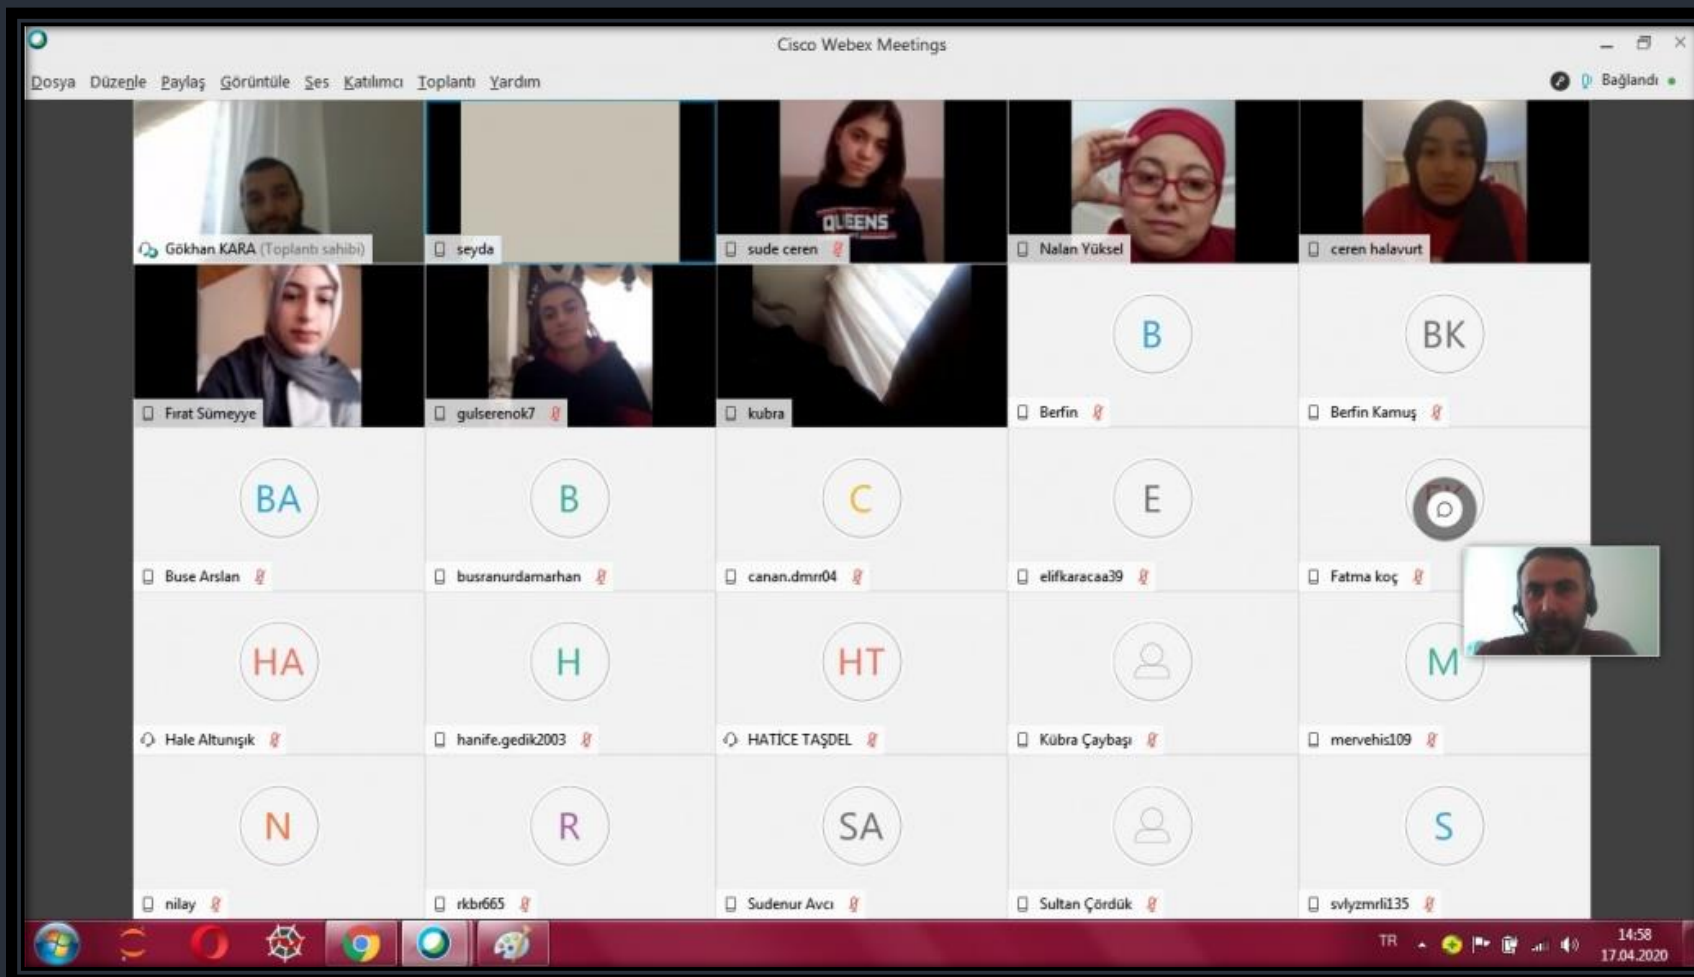 Cisco Webex Meetings
Dosya Düzenle Paylaş Görüntüle Ses Katılımcı Toplantı Yardım
Bağlandı
QUEENS
Gökhan KARA (Toplantı sahibi)
seyda
sude ceren
Nalan Yüksel
ceren halavurt
B
BK
Fırat Sümeyye
gulserenok7
kubra
Berfin
Berfin Kamuş
BA
B
C
E
Buse Arslan
busranurdamarhan
canan.dmrr04
elifkaracaa39
Fatma koç
HA
H
HT
M
Hale Altunışık
hanife.gedik2003
HATİCE TAŞDEL
Kübra Çaybaşı
mervehis109
N
R
SA
S
nilay
rkbr665
Sudenur Avcı
Sultan Çördük
svlyzmrli135
TR
14:58
17.04.2020